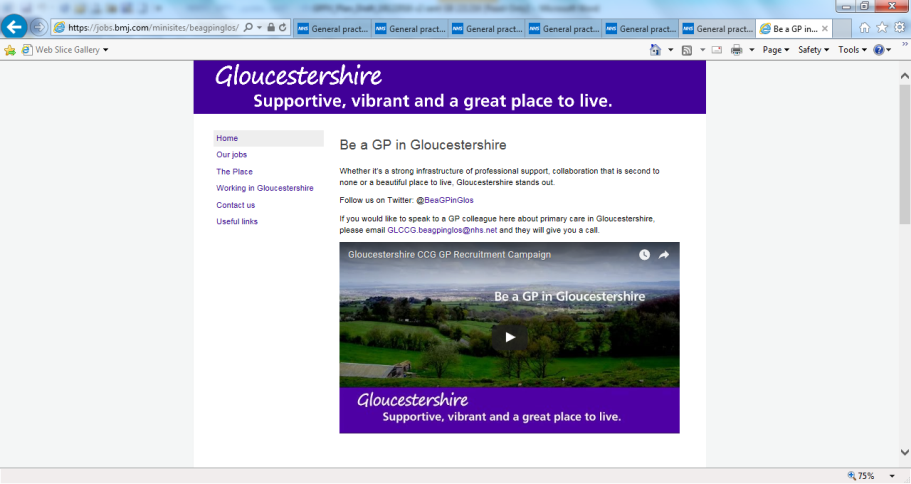 https://jobs.bmj.com/minisites/beagpinglos/
General pract...
General pract...
General pract...
General pract...
General pract...
General pract...
Be a GP in...
Web Slice Gallery
Page
Safety
Tools
Gloucestershire
Supportive, vibrant and a great place to live.
Home
Our jobs
The Place
Working in Gloucestershire
Contact us
Useful links
Be a GP in Gloucestershire
Whether it's a strong infrastructure of professional support, collaboration that is second to
none or a beautiful place to live, Gloucestershire stands out.
Follow us on Twitter: @BeaGPinGlos
If you would like to speak to a GP colleague here about primary care in Gloucestershire,
please email GLCCG.beagpinglos@nhs.net and they will give you a call.
Gloucestershire CCG GP Recruitment Campaign
Be a GP in Gloucestershire
Gloucestershire
Supportive, vibrant and a great place to live.
75%